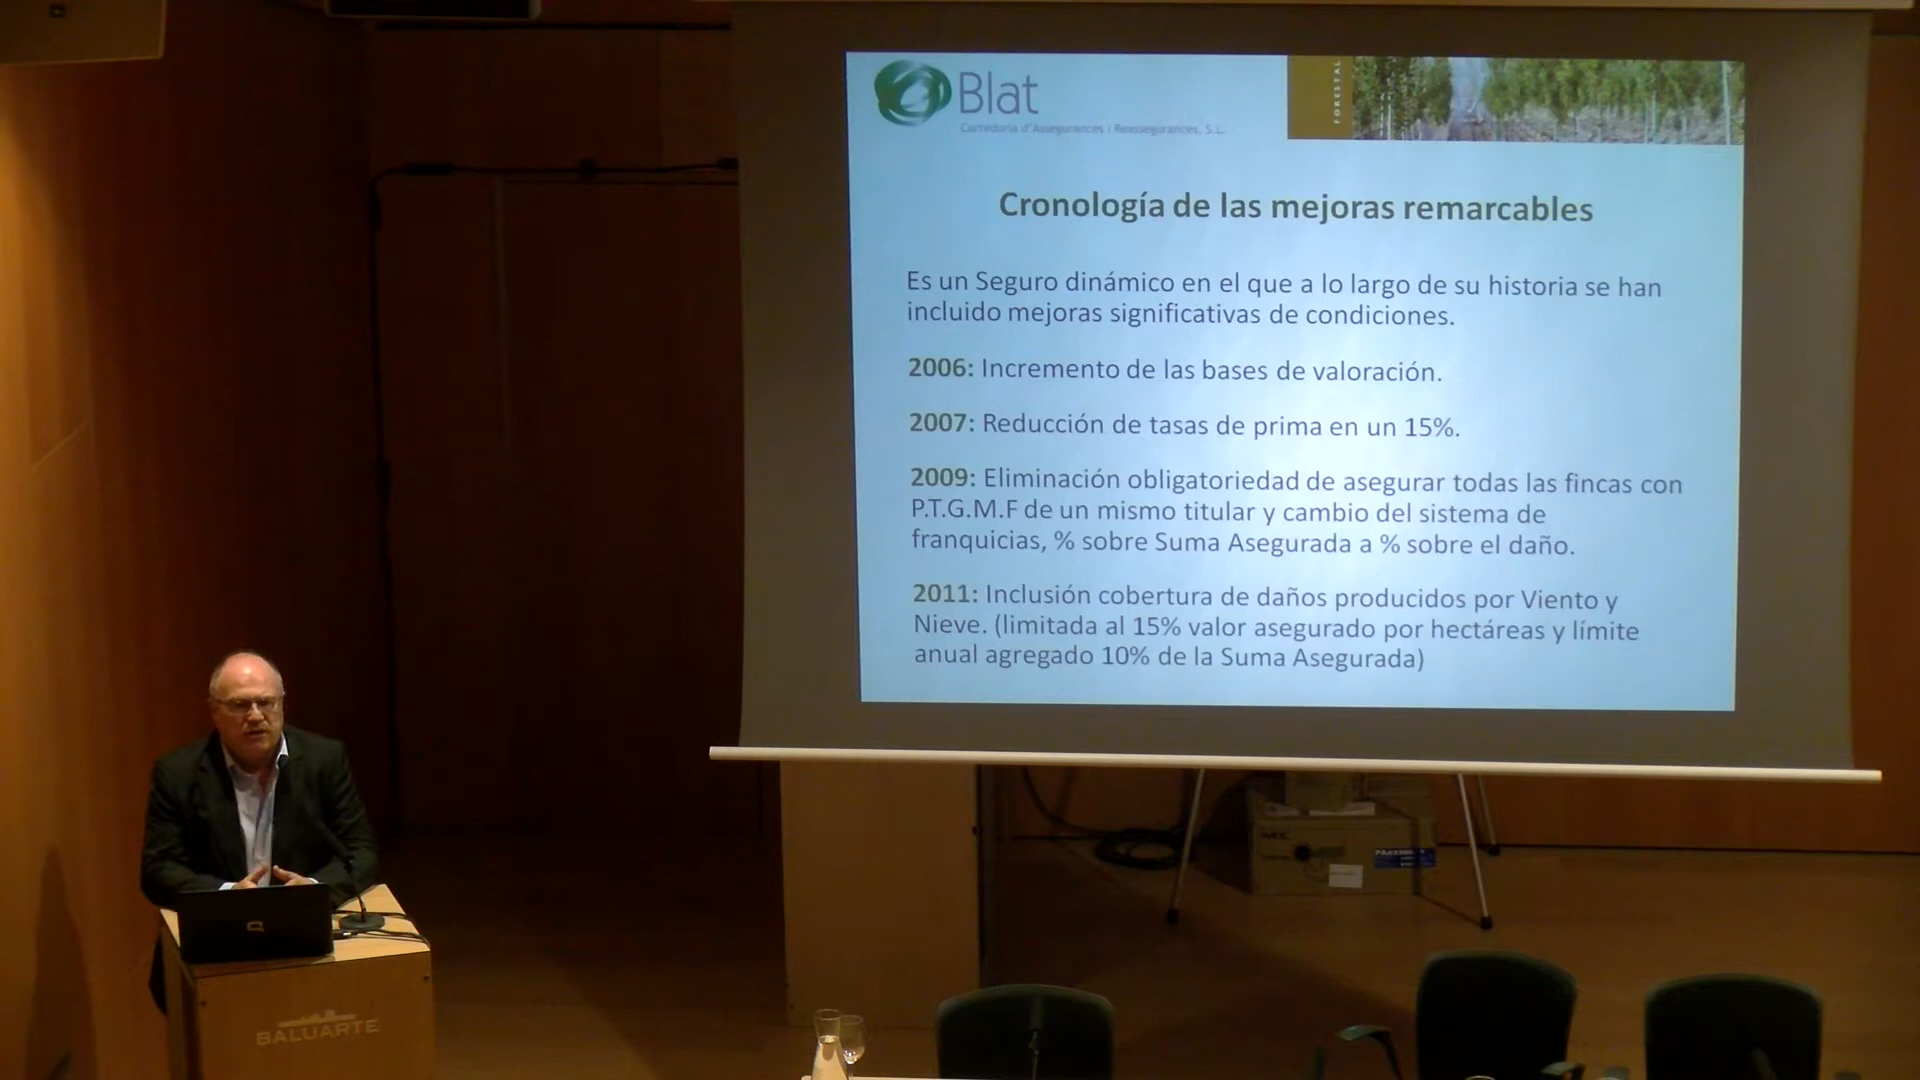 Blat
Corredoria d'Assegurances i Reassegurances, S.L.
FORESTAL
Cronología de las mejoras remarcables
Es un Seguro dinámico en el que a lo largo de su historia se han
incluido mejoras significativas de condiciones.
2006: Incremento de las bases de valoración.
2007: Reducción de tasas de prima en un 15%.
2009: Eliminación obligatoriedad de asegurar todas las fincas con
P.T.G.M.F de un mismo titular y cambio del sistema de
franquicias, % sobre Suma Asegurada a % sobre el daño.
2011: Inclusión cobertura de daños producidos por Viento y
Nieve. (limitada al 15% valor asegurado por hectáreas y límite
anual agregado 10% de la Suma Asegurada)
NEC
BALUARTE